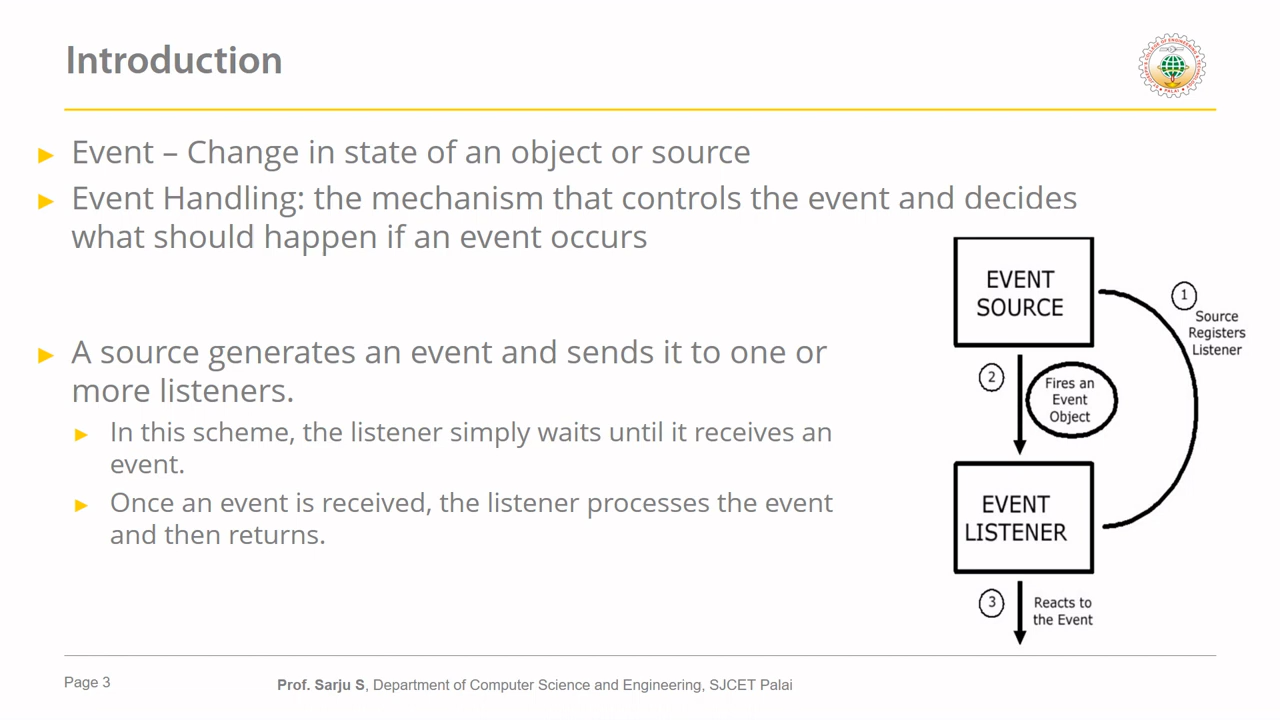 Introduction
► Event – Change in state of an object or source
► Event Handling: the mechanism that controls the event and decides
what should happen if an event occurs
► A source generates an event and sends it to one or
more listeners.
► In this scheme, the listener simply waits until it receives an
event.
► Once an event is received, the listener processes the event
and then returns.
EVENT
SOURCE
1
Source
Registers
Listener
2
Fires an
Event
Object
EVENT
LISTENER
3
Reacts to
the Event
Page 3
Prof. Sarju S, Department of Computer Science and Engineering, SJCET Palai